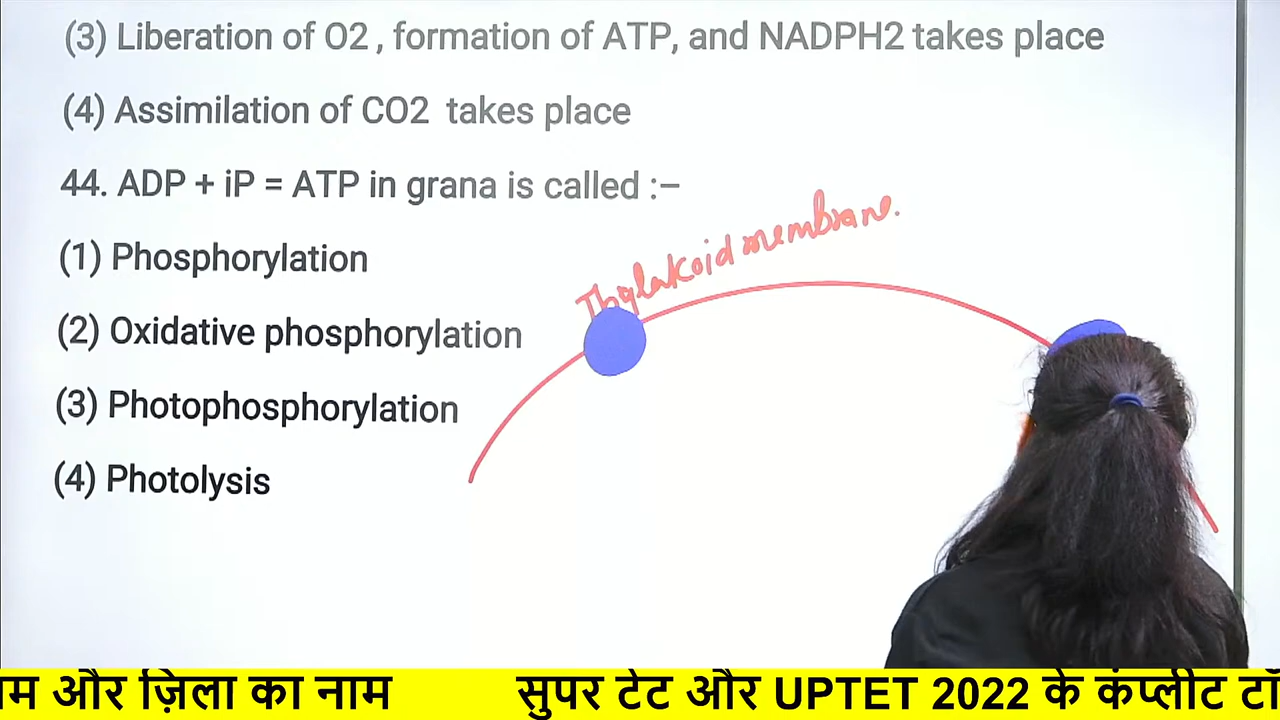 (3) Liberation of O2 , formation of ATP, and NADPH2 takes place
(4) Assimilation of CO2 takes place
44. ADP + iP = ATP in grana is called :–
(1) Phosphorylation
Thylakoid membrane.
(2) Oxidative phosphorylation
(3) Photophosphorylation
(4) Photolysis
ाम और ज़िला का नाम सुपर टेट और UPTET 2022 के कंप्लीट टॉ